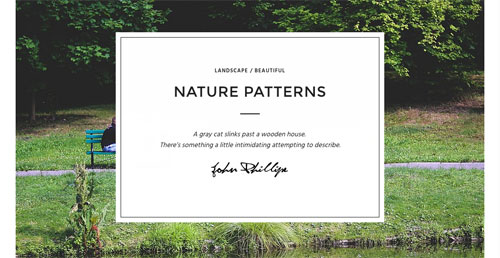 LANDSCAPE / BEAUTIFUL
NATURE PATTERNS
A gray cat slinks past a wooden house.
There's something a little intimidating attempting to describe.
John Phillips